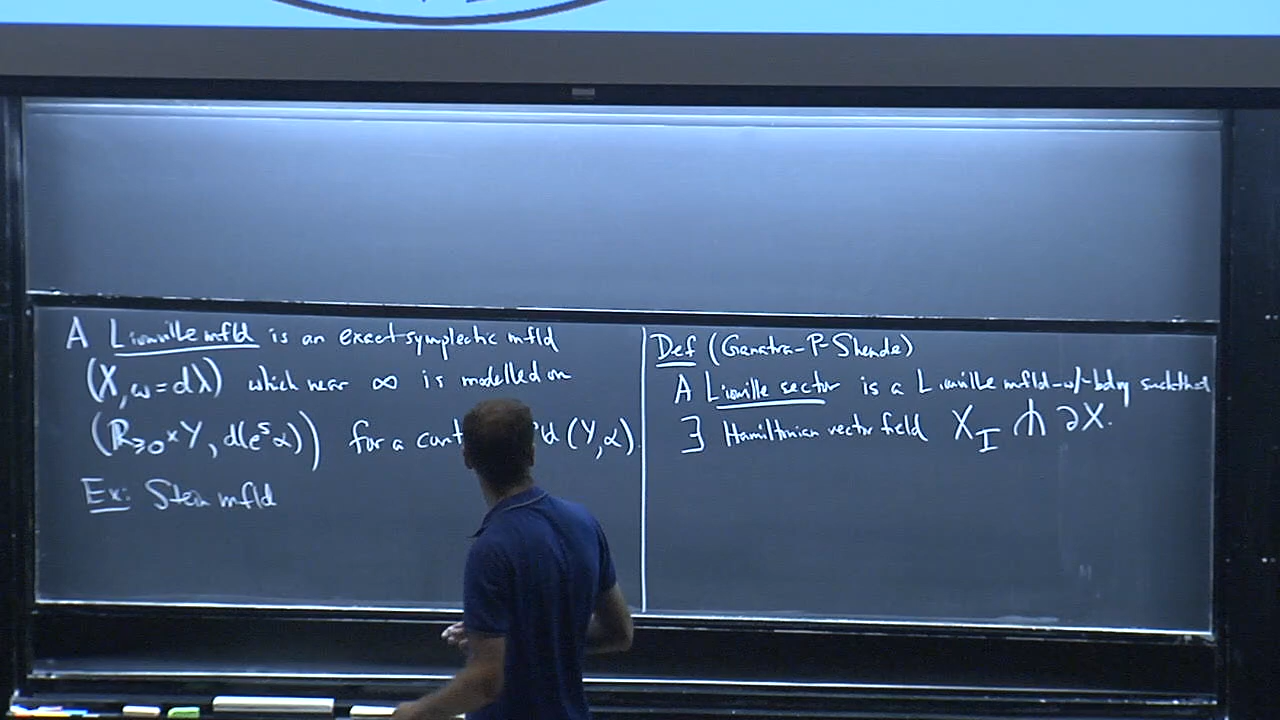 A Liouville mfld is an exact symplectic mfld
(X, ω = dλ) which near ∞ is modelled on
(ℝ≥0 × Y, d(e^s α)) for a cont (Y, α).
Ex: Stein mfld
Def (Ganatra-P-Shende)
A Liouville sector is a Liouville mfld-w/-bdry such that
∃ Hamiltonian vector field X_I ⋔ ∂X.